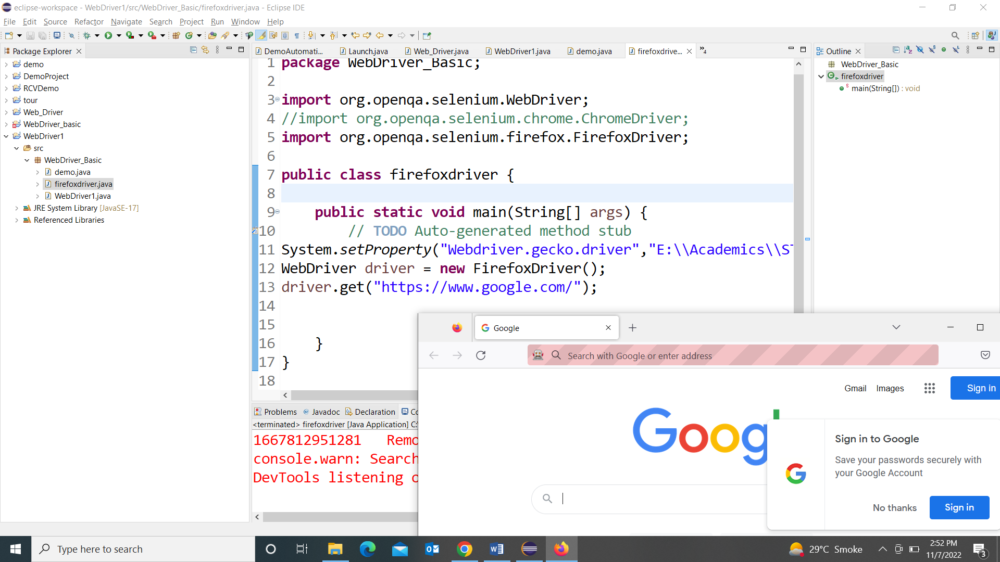 eclipse-workspace - WebDriver1/src/WebDriver_Basic/firefoxdriver.java - Eclipse IDE
File Edit Source Refactor Navigate Search Project Run Window Help
Package Explorer
demo
DemoProject
RCVDemo
tour
Web_Driver
WebDriver_basic
WebDriver1
src
WebDriver_Basic
demo.java
firefoxdriver.java
WebDriver1.java
JRE System Library [JavaSE-17]
Referenced Libraries
DemoAutomati... Launch.java Web_Driver.java WebDriver1.java demo.java firefoxdrive... »4
1 package WebDriver_Basic;
2
3 import org.openqa.selenium.WebDriver;
4 //import org.openqa.selenium.chrome.ChromeDriver;
5 import org.openqa.selenium.firefox.FirefoxDriver;
6
7 public class firefoxdriver {
8
9 public static void main(String[] args) {
10 // TODO Auto-generated method stub
11 System.setProperty("Webdriver.gecko.driver","E:\\Academics\\ST
12 WebDriver driver = new FirefoxDriver();
13 driver.get("https://www.google.com/");
14
15
16 }
17 }
18
Outline
WebDriver_Basic
firefoxdriver
main(String[]) : void
Problems @ Javadoc Declaration Co
<terminated> firefoxdriver [Java Application] C:\
1667812951281 Remo
console.warn: Search
DevTools listening o
Google
Search with Google or enter address
Gmail Images Sign in
Googl
Sign in to Google
Save your passwords securely with
your Google Account
No thanks Sign in
Type here to search
29°C Smoke
2:52 PM
11/7/2022
3